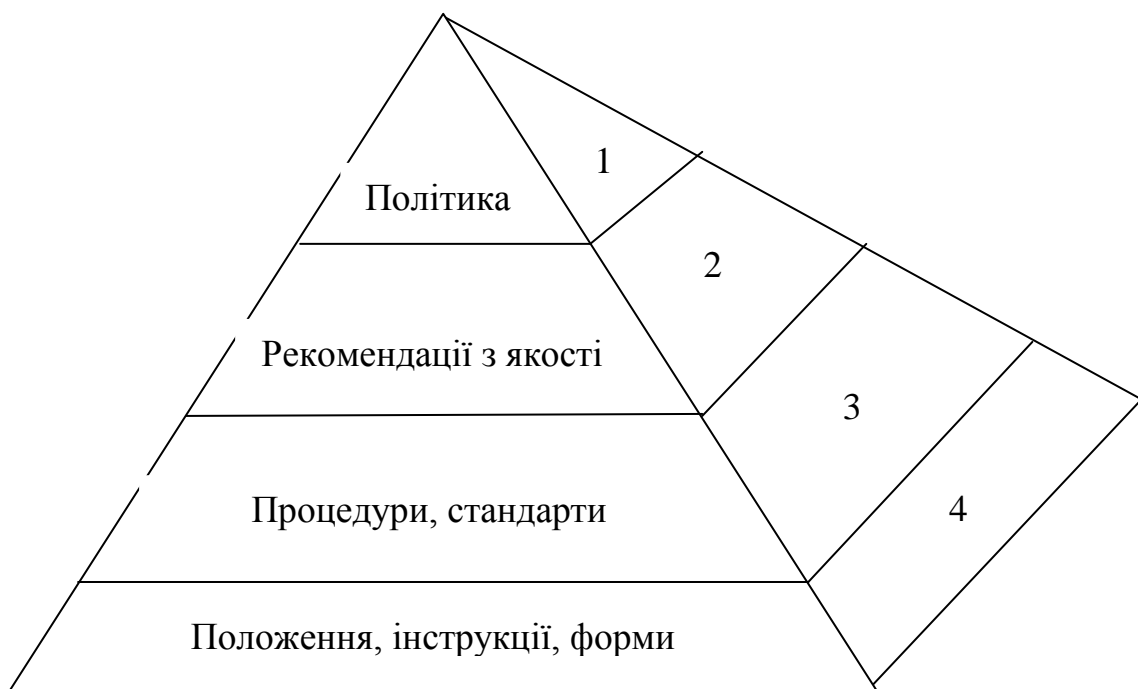 1
Політика
2
Рекомендації з якості
3
Процедури, стандарти
4
Положення, інструкції, форми